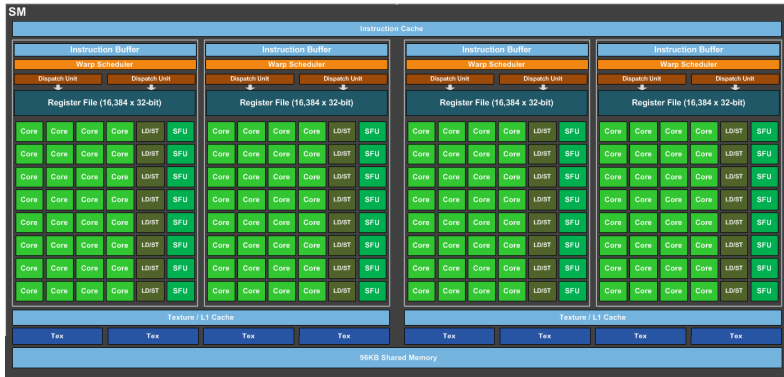 SM
Instruction Cache
Instruction Buffer Instruction Buffer Instruction Buffer Instruction Buffer
Warp Scheduler Warp Scheduler Warp Scheduler Warp Scheduler
Dispatch Unit Dispatch Unit Dispatch Unit Dispatch Unit Dispatch Unit Dispatch Unit Dispatch Unit Dispatch Unit
Register File (16,384 x 32-bit) Register File (16,384 x 32-bit) Register File (16,384 x 32-bit) Register File (16,384 x 32-bit)
Core Core Core Core LD/ST SFU Core Core Core Core LD/ST SFU Core Core Core Core LD/ST SFU Core Core Core Core LD/ST SFU
Core Core Core Core LD/ST SFU Core Core Core Core LD/ST SFU Core Core Core Core LD/ST SFU Core Core Core Core LD/ST SFU
Core Core Core Core LD/ST SFU Core Core Core Core LD/ST SFU Core Core Core Core LD/ST SFU Core Core Core Core LD/ST SFU
Core Core Core Core LD/ST SFU Core Core Core Core LD/ST SFU Core Core Core Core LD/ST SFU Core Core Core Core LD/ST SFU
Core Core Core Core LD/ST SFU Core Core Core Core LD/ST SFU Core Core Core Core LD/ST SFU Core Core Core Core LD/ST SFU
Core Core Core Core LD/ST SFU Core Core Core Core LD/ST SFU Core Core Core Core LD/ST SFU Core Core Core Core LD/ST SFU
Core Core Core Core LD/ST SFU Core Core Core Core LD/ST SFU Core Core Core Core LD/ST SFU Core Core Core Core LD/ST SFU
Core Core Core Core LD/ST SFU Core Core Core Core LD/ST SFU Core Core Core Core LD/ST SFU Core Core Core Core LD/ST SFU
Texture / L1 Cache Texture / L1 Cache
Tex Tex Tex Tex Tex Tex Tex Tex
96KB Shared Memory